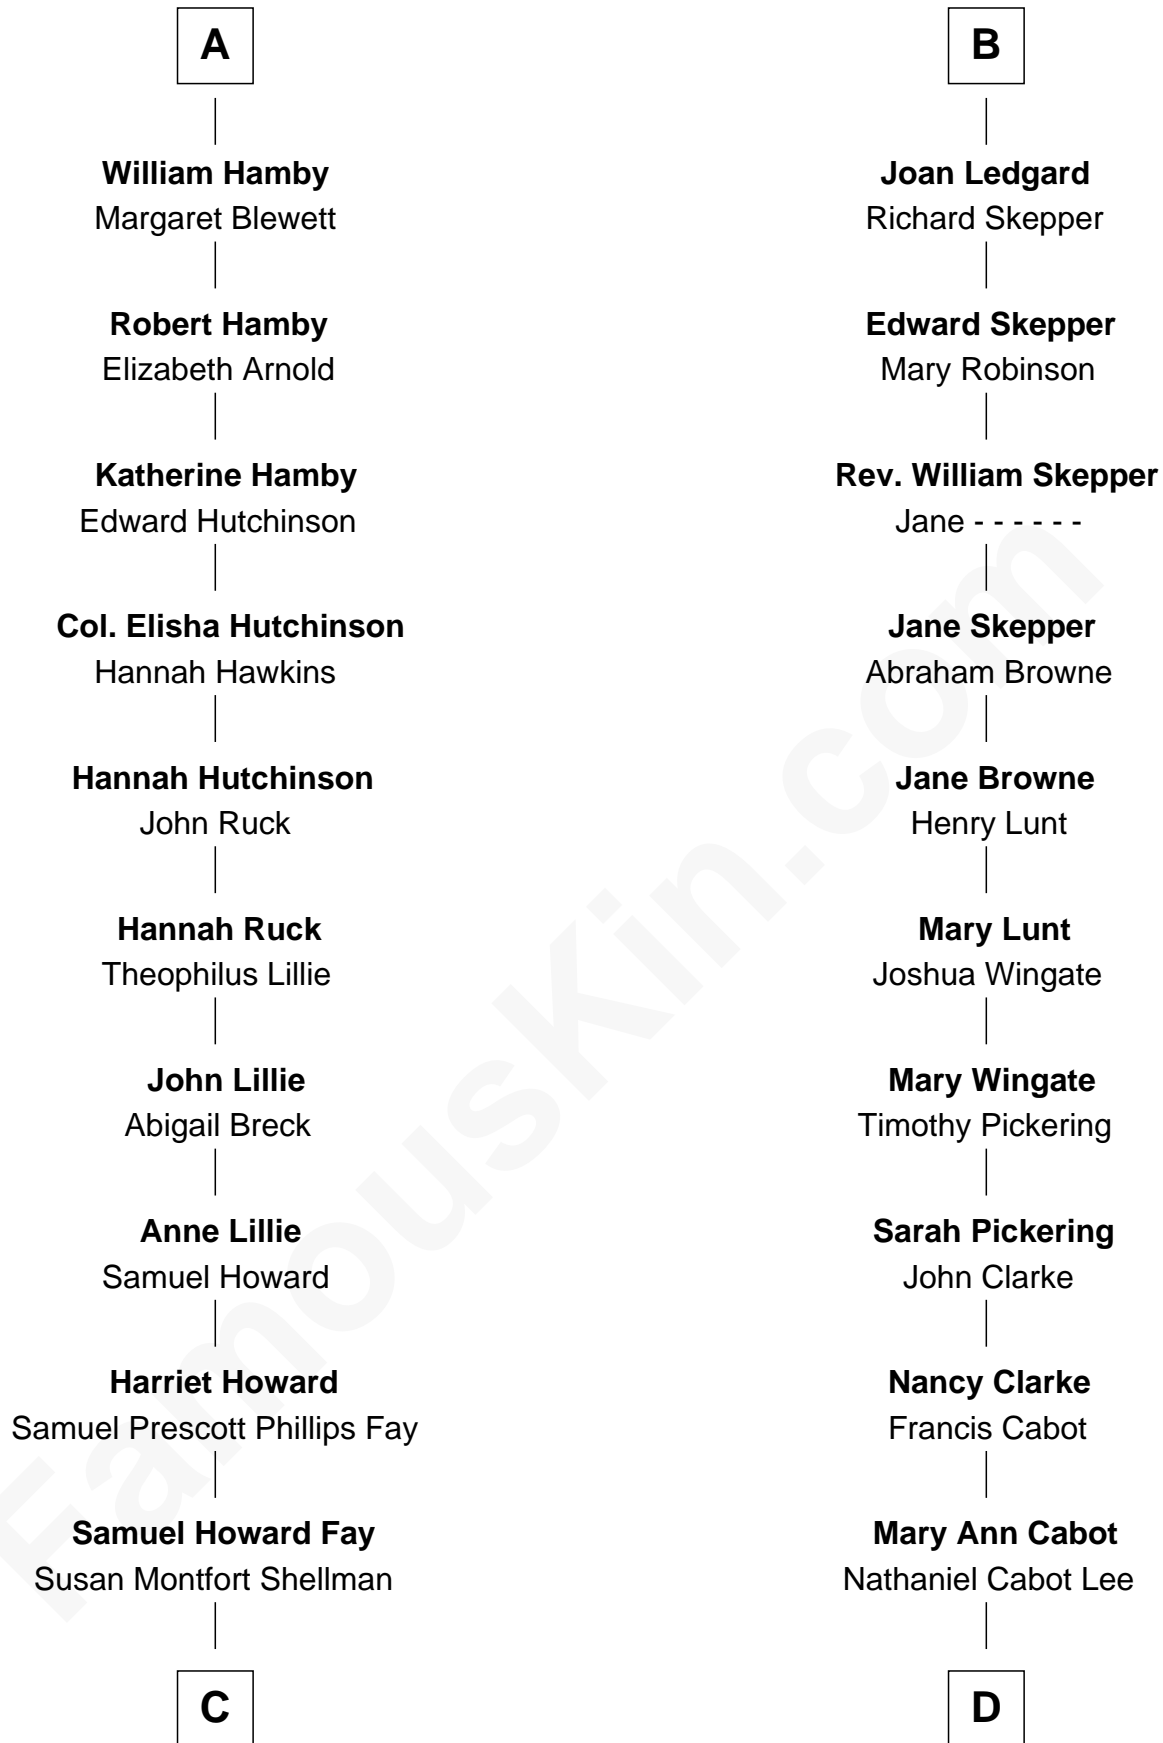 A
William Hamby
Margaret Blewett
Robert Hamby
Elizabeth Arnold
Katherine Hamby
Edward Hutchinson
Col. Elisha Hutchinson
Hannah Hawkins
Hannah Hutchinson
John Ruck
Hannah Ruck
Theophilus Lillie
John Lillie
Abigail Breck
Anne Lillie
Samuel Howard
Harriet Howard
Samuel Prescott Phillips Fay
Samuel Howard Fay
Susan Montfort Shellman
C
B
Joan Ledgard
Richard Skepper
Edward Skepper
Mary Robinson
Rev. William Skepper
Jane - - - - - -
Jane Skepper
Abraham Browne
Jane Browne
Henry Lunt
Mary Lunt
Joshua Wingate
Mary Wingate
Timothy Pickering
Sarah Pickering
John Clarke
Nancy Clarke
Francis Cabot
Mary Ann Cabot
Nathaniel Cabot Lee
D
FamousKin.com